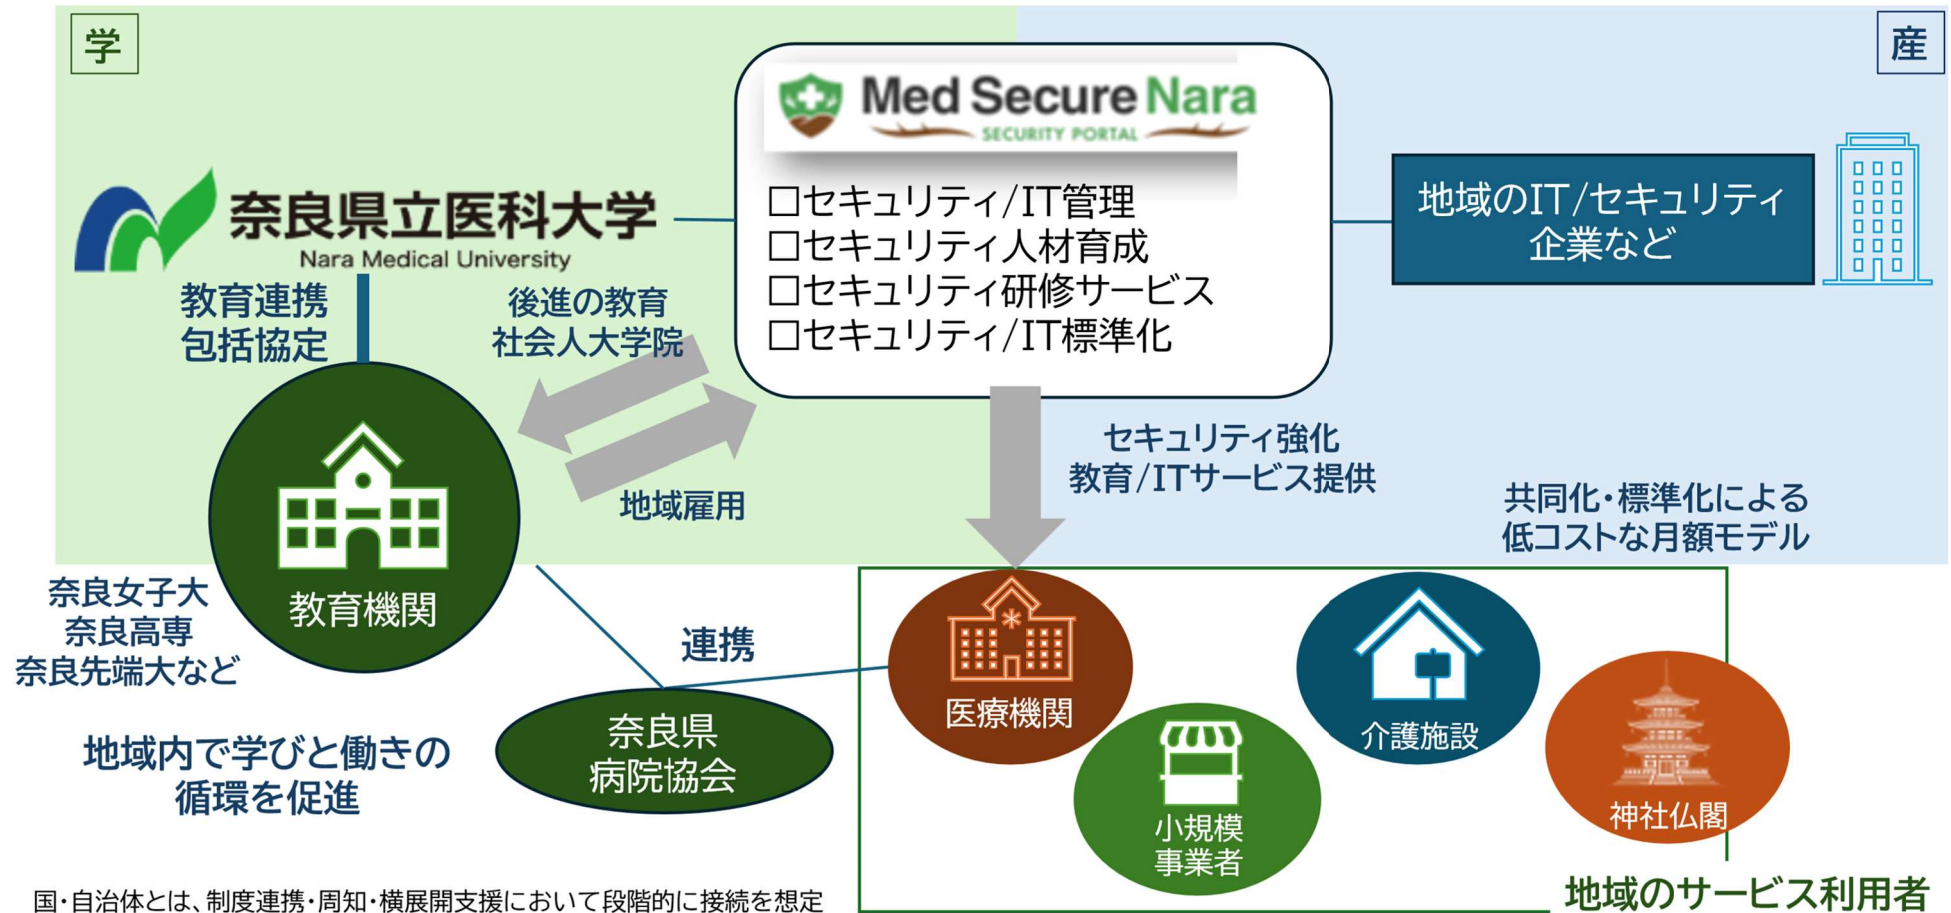 学
産
Med Secure Nara
SECURITY PORTAL
□セキュリティ/IT管理
□セキュリティ人材育成
□セキュリティ研修サービス
□セキュリティ/IT標準化
奈良県立医科大学
Nara Medical University
地域のIT/セキュリティ
企業など
教育連携
包括協定
後進の教育
社会人大学院
地域雇用
セキュリティ強化
教育/ITサービス提供
共同化・標準化による
低コストな月額モデル
教育機関
奈良女子大
奈良高専
奈良先端大など
連携
奈良県
病院協会
地域内で学びと働きの
循環を促進
医療機関
小規模
事業者
介護施設
神社仏閣
地域のサービス利用者
国・自治体とは、制度連携・周知・横展開支援において段階的に接続を想定